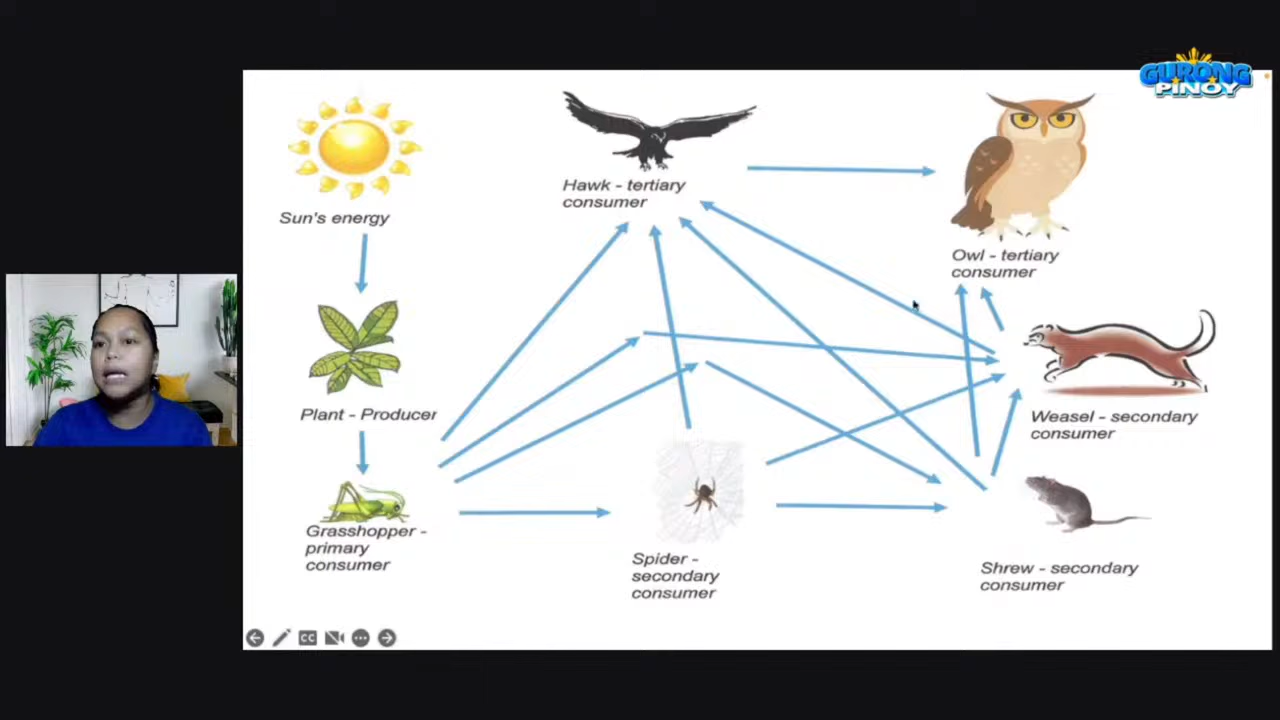 GURONG
PINOY
Sun's energy
Hawk - tertiary
consumer
Owl - tertiary
consumer
Plant - Producer
Weasel - secondary
consumer
Grasshopper -
primary
consumer
Spider -
secondary
consumer
Shrew - secondary
consumer
CC